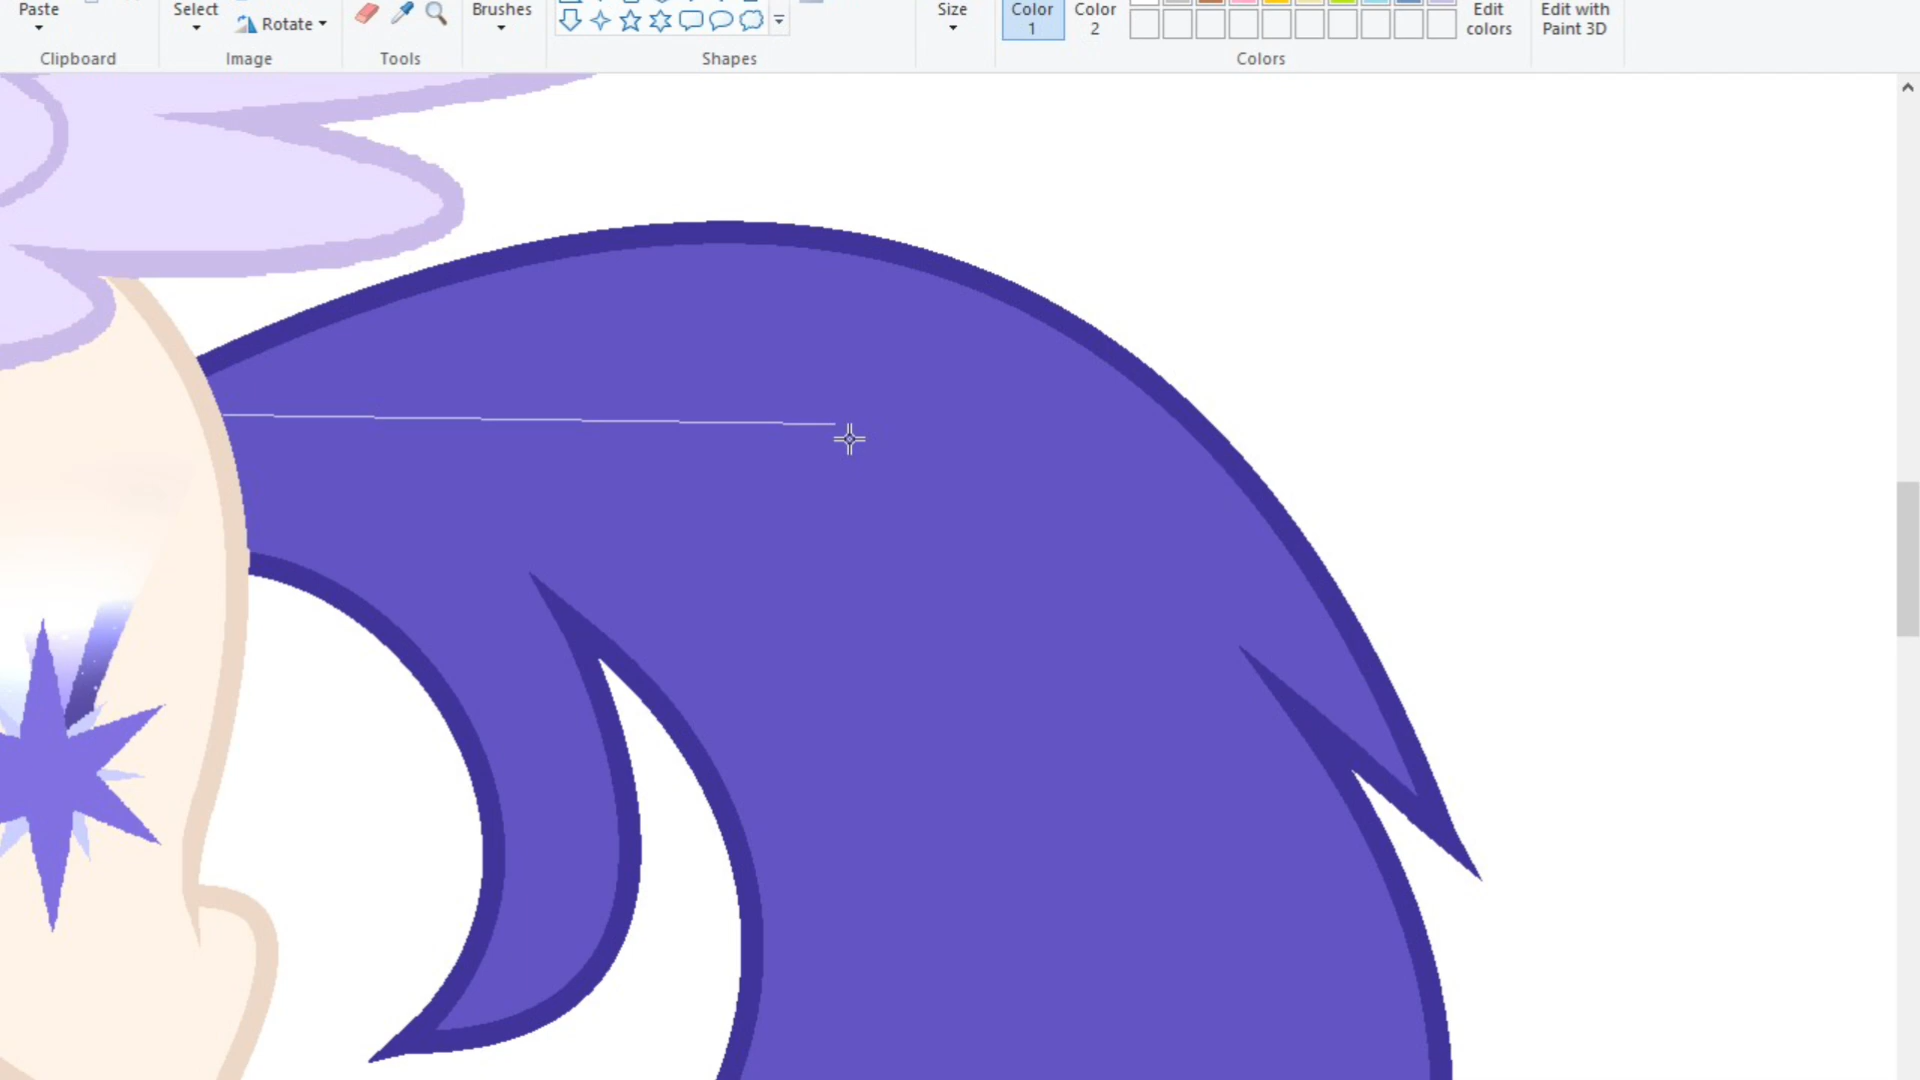 Paste
Select
Rotate
Brushes
Size
Color
1
Color
2
Edit
colors
Edit with
Paint 3D
Clipboard
Image
Tools
Shapes
Colors